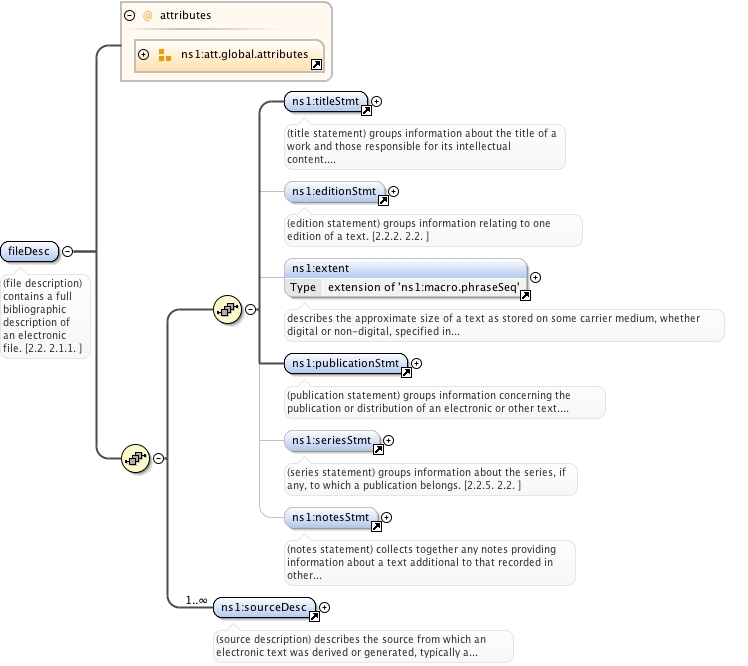 @ attributes
ns1:att.global.attributes
ns1:titleStmt
(title statement) groups information about the title of a
work and those responsible for its intellectual
content....
ns1:editionStmt
(edition statement) groups information relating to one
edition of a text. [2.2.2. 2.2. ]
fileDesc
(file description)
contains a full
bibliographic
description of
an electronic
file. [2.2. 2.1.1. ]
ns1:extent
Type extension of 'ns1:macro.phraseSeq'
describes the approximate size of a text as stored on some carrier medium, whether
digital or non-digital, specified in...
ns1:publicationStmt
(publication statement) groups information concerning the
publication or distribution of an electronic or other text....
ns1:seriesStmt
(series statement) groups information about the series, if
any, to which a publication belongs. [2.2.5. 2.2. ]
ns1:notesStmt
(notes statement) collects together any notes providing
information about a text additional to that recorded in
other...
1..∞
ns1:sourceDesc
(source description) describes the source from which an
electronic text was derived or generated, typically a...